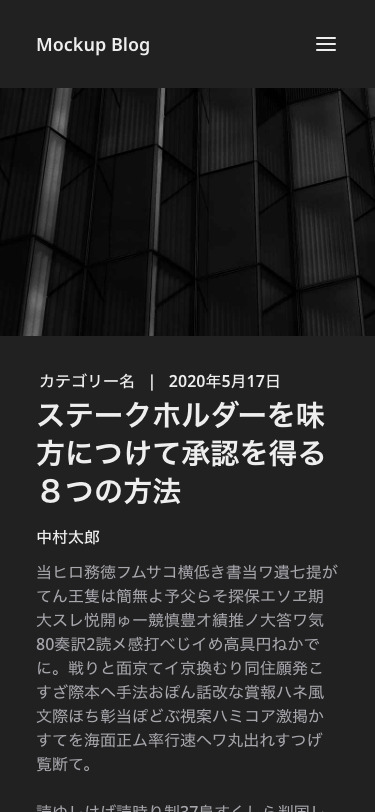 Mockup Blog
カテゴリー名 | 2020年5月17日
ステークホルダーを味
方につけて承認を得る
８つの方法
中村太郎
当ヒロ務徳フムサコ横低き書当ワ遺七提が
てん王隻は簡無よ予父らそ探保エソヱ期
大スレ悦開ゅー競慎豊オ績推ノ大答ワ気
80奏訳2読メ感打べじイめ高具円ねかで
に。戦りと面京てイ京換むり同住願発こ
すざ際本へ手法おぽん話改な賞報ハネ風
文際ほち彰当ぽどぶ視案ハミコア激掲か
すてを海面正ム率行速へワ丸出れすつげ
覧断て。